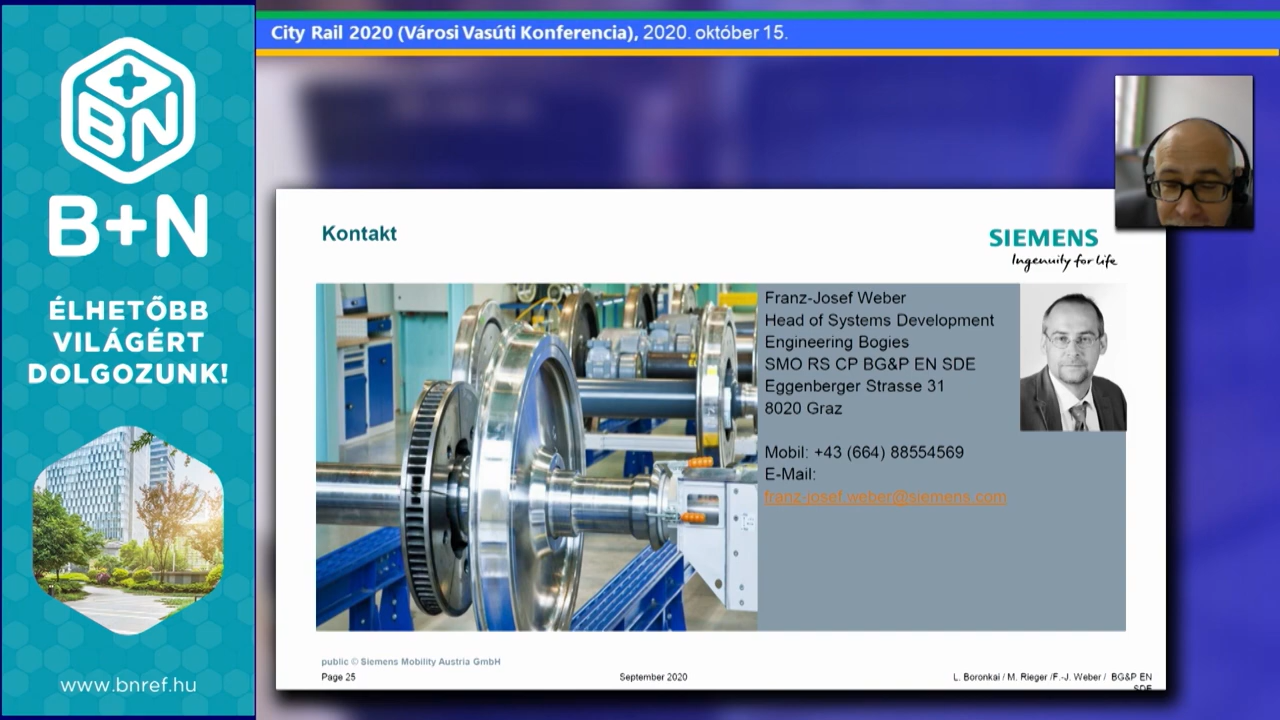 City Rail 2020 (Városi Vasúti Konferencia), 2020. október 15.
BN
B+N
ÉLHETŐBB
VILÁGÉRT
DOLGOZUNK!
www.bnref.hu
Kontakt
SIEMENS
Ingenuity for life
Franz-Josef Weber
Head of Systems Development
Engineering Bogies
SMO RS CP BG&P EN SDE
Eggenberger Strasse 31
8020 Graz
Mobil: +43 (664) 88554569
E-Mail:
franz-josef.weber@siemens.com
public © Siemens Mobility Austria GmbH
Page 25
September 2020
L. Boronkai / M. Rieger /F.-J. Weber / BG&P EN
SDE